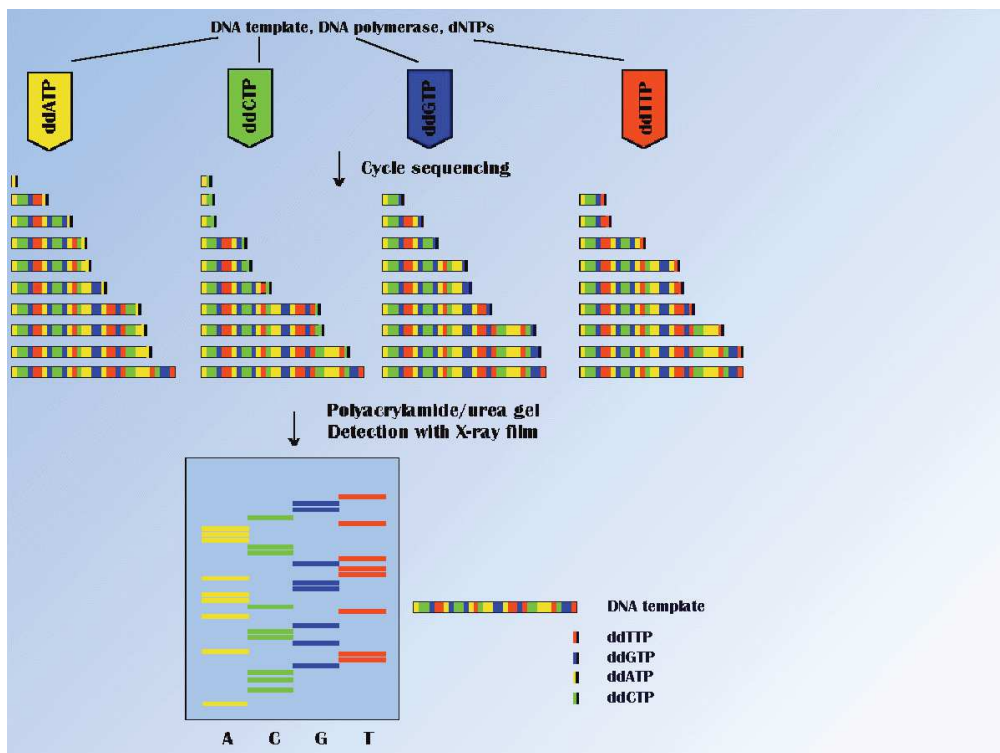 DNA template, DNA polymerase, dNTPs
ddATP
ddCTP
ddGTP
ddTTP
Cycle sequencing
Polyacrylamide/urea gel
Detection with X-ray film
DNA template
ddTTP
ddGTP
ddATP
ddCTP
A C G T